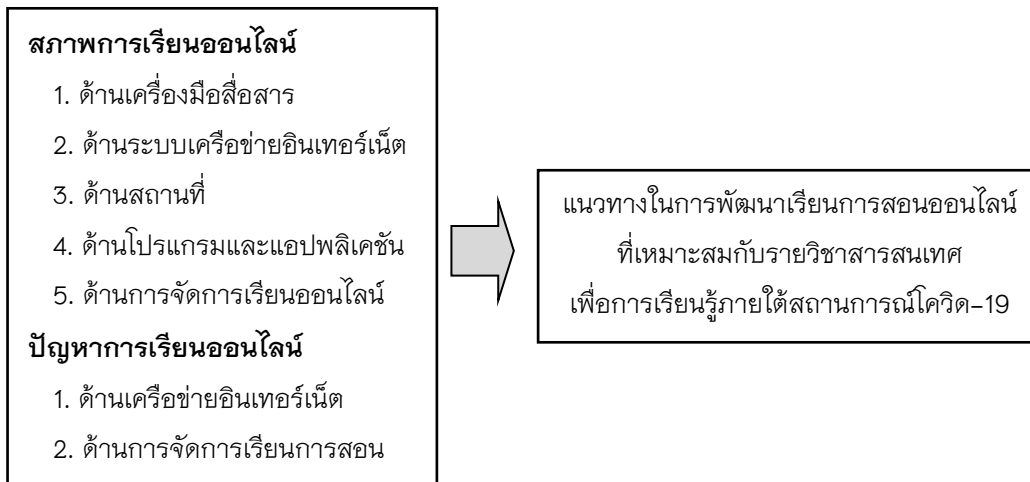 สภาพการเรียนออนไลน์
1. ด้านเครื่องมือสื่อสาร
2. ด้านระบบเครือข่ายอินเทอร์เน็ต
3. ด้านสถานที่
4. ด้านโปรแกรมและแอปพลิเคชัน
5. ด้านการจัดการเรียนออนไลน์
ปัญหาการเรียนออนไลน์
1. ด้านเครือข่ายอินเทอร์เน็ต
2. ด้านการจัดการเรียนการสอน
แนวทางในการพัฒนาเรียนการสอนออนไลน์
ที่เหมาะสมกับรายวิชาสารสนเทศ
เพื่อการเรียนรู้ภายใต้สถานการณ์โควิด-19